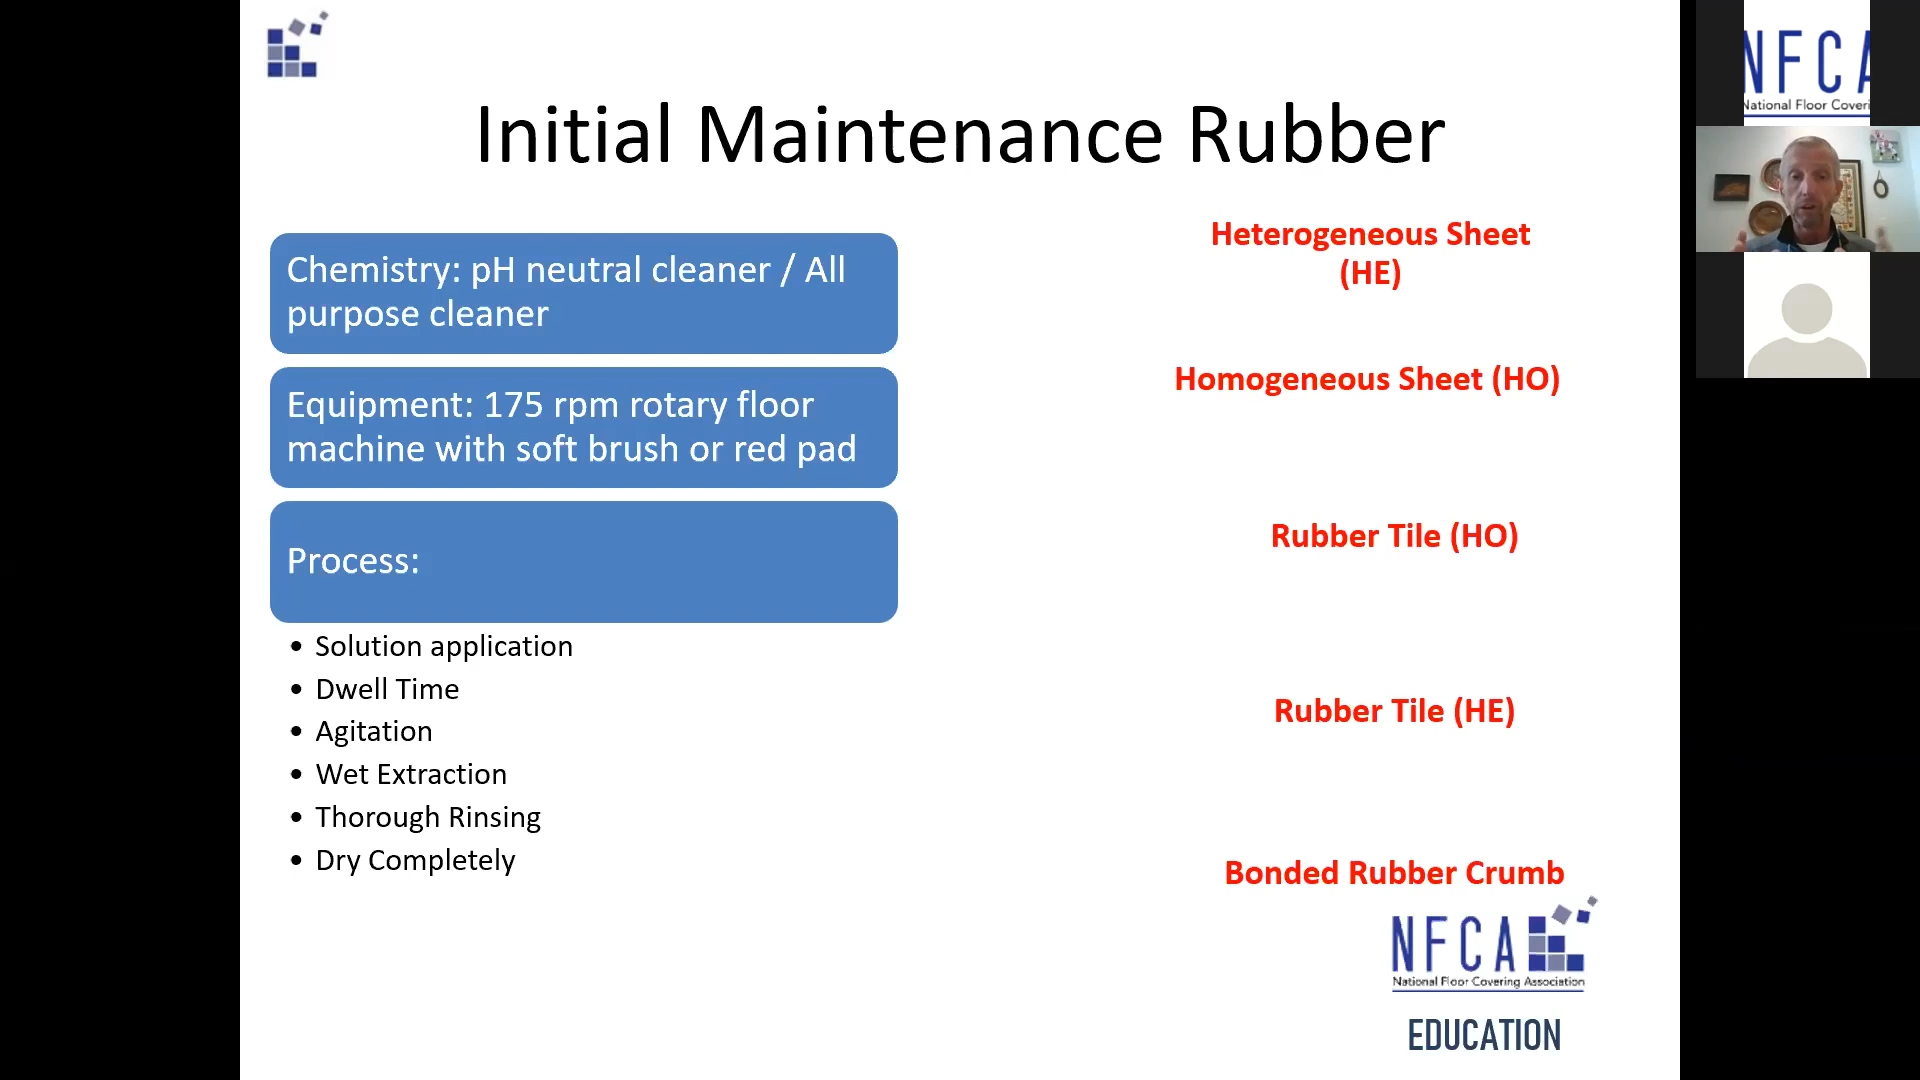 Initial Maintenance Rubber
Chemistry: pH neutral cleaner / All
purpose cleaner
Equipment: 175 rpm rotary floor
machine with soft brush or red pad
Process:
• Solution application
• Dwell Time
• Agitation
• Wet Extraction
• Thorough Rinsing
• Dry Completely
Heterogeneous Sheet
(HE)
Homogeneous Sheet (HO)
Rubber Tile (HO)
Rubber Tile (HE)
Bonded Rubber Crumb
NFCA
National Floor Covering Association
EDUCATION
NFCA
National Floor Coveri